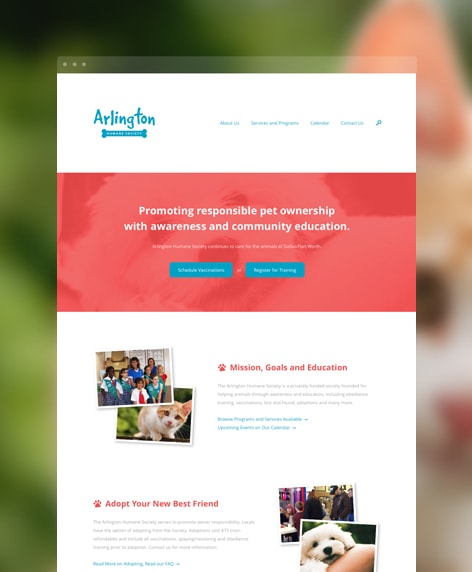 Arlington
HUMANE SOCIETY
About Us Services and Programs Calendar Contact Us
Promoting responsible pet ownership
with awareness and community education.
Arlington Humane Society continues to care for the animals of Dallas/Fort Worth.
Schedule Vaccinations or Register for Training
Mission, Goals and Education
The Arlington Humane Society is a privately funded society founded for
helping animals through awareness and education, including obedience
training, vaccinations, lost and found, adoptions and many more.
Browse Programs and Services Available →
Upcoming Events on Our Calendar →
Adopt Your New Best Friend
The Arlington Humane Society serves to promote owner responsibility. Locals
have the option of adopting from the Society. Adoptions cost $75 (non-
refundable) and include all vaccinations, spaying/neutering and obedience
training prior to adoption. Contact us for more information.
Read More on Adopting, Read our FAQ →